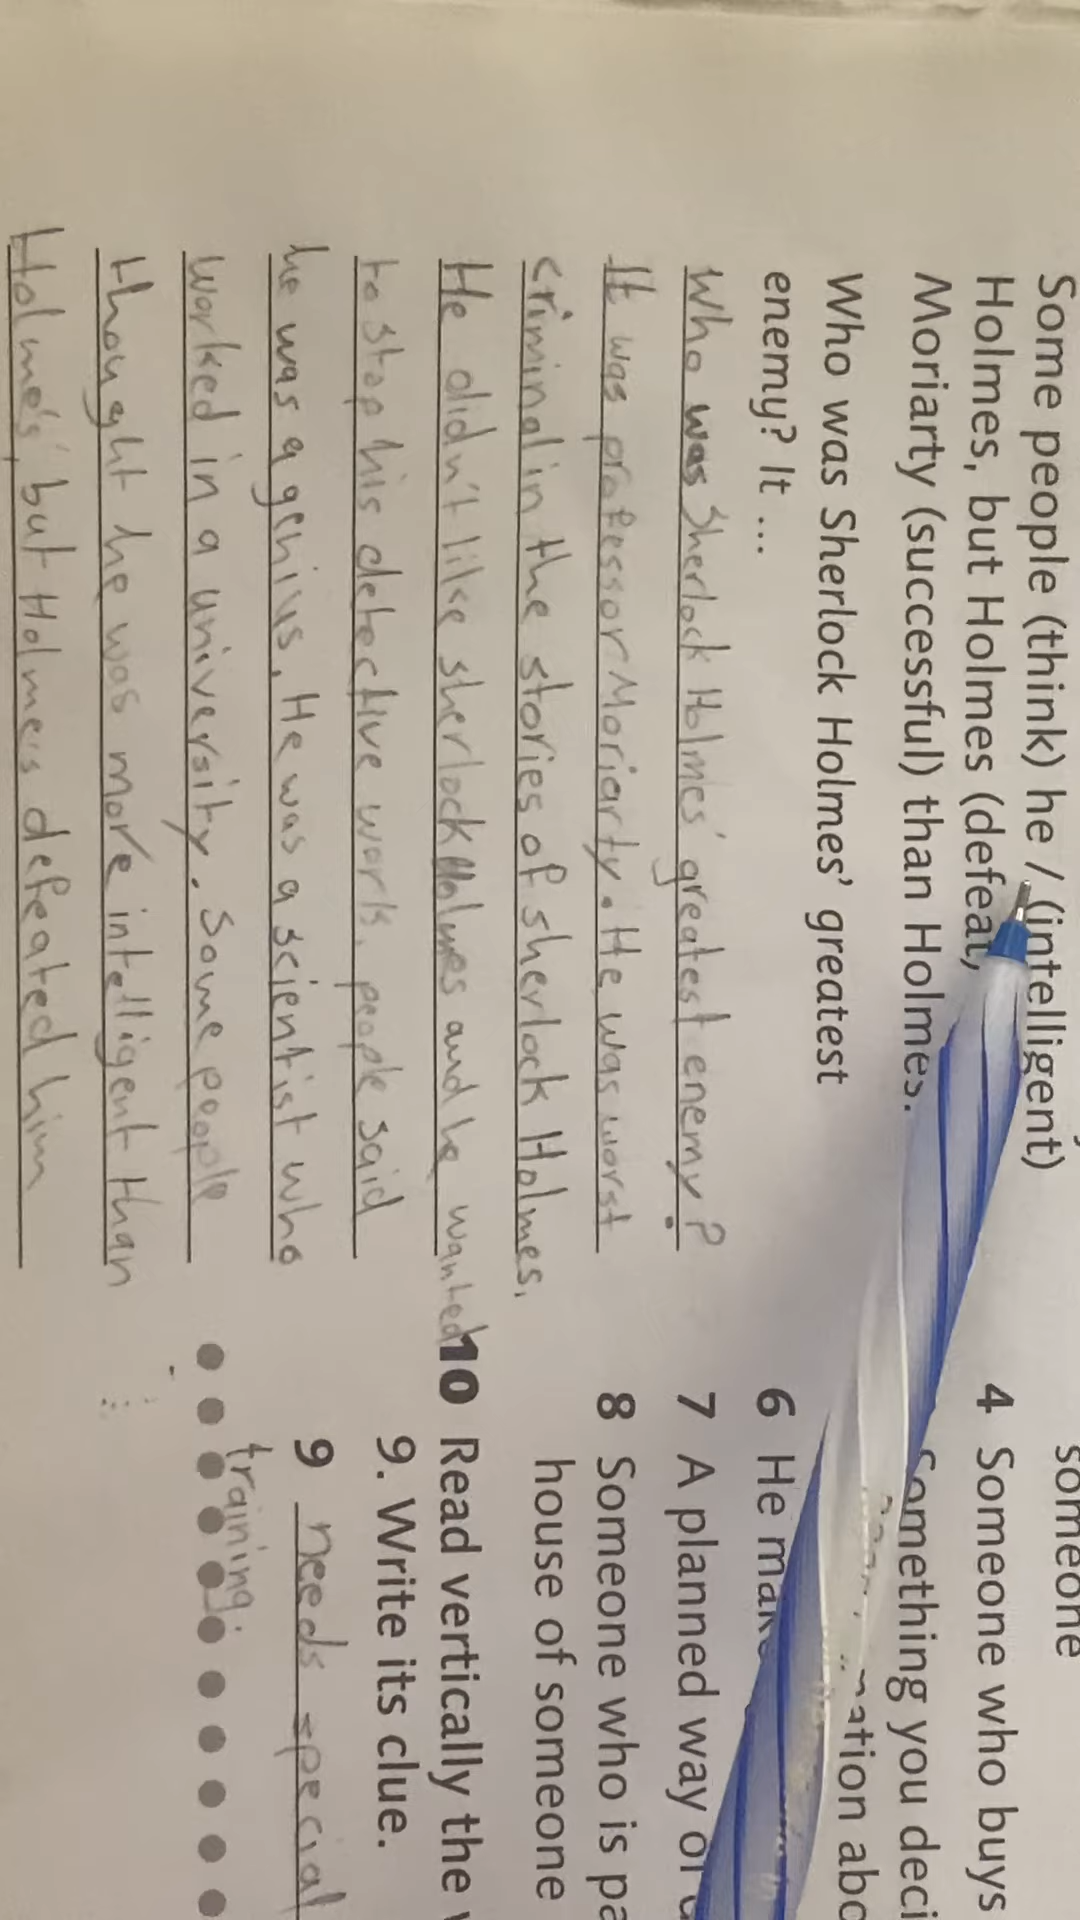 Some people (think) he / (intelligent)
Holmes, but Holmes (defeat,
Moriarty (successful) than Holmes.
Who was Sherlock Holmes' greatest
enemy? It ...
Who was Sherlock Holmes' greatest enemy?
It was professor Moriarty. He was worst
criminal in the stories of sherlock Holmes.
He didn't like sherlock Holmes and he wanted
to stop his detective work. people said
he was a genius. He was a scientist who
worked in a university. Some people
thought he was more intelligent than
Holmes, but Holmes defeated him
someone
4 Someone who buys
Something you deci
ation abo
6 He mak
7 A planned way of
8 Someone who is pa
house of someone
10 Read vertically the
9. Write its clue.
9 needs special
training.